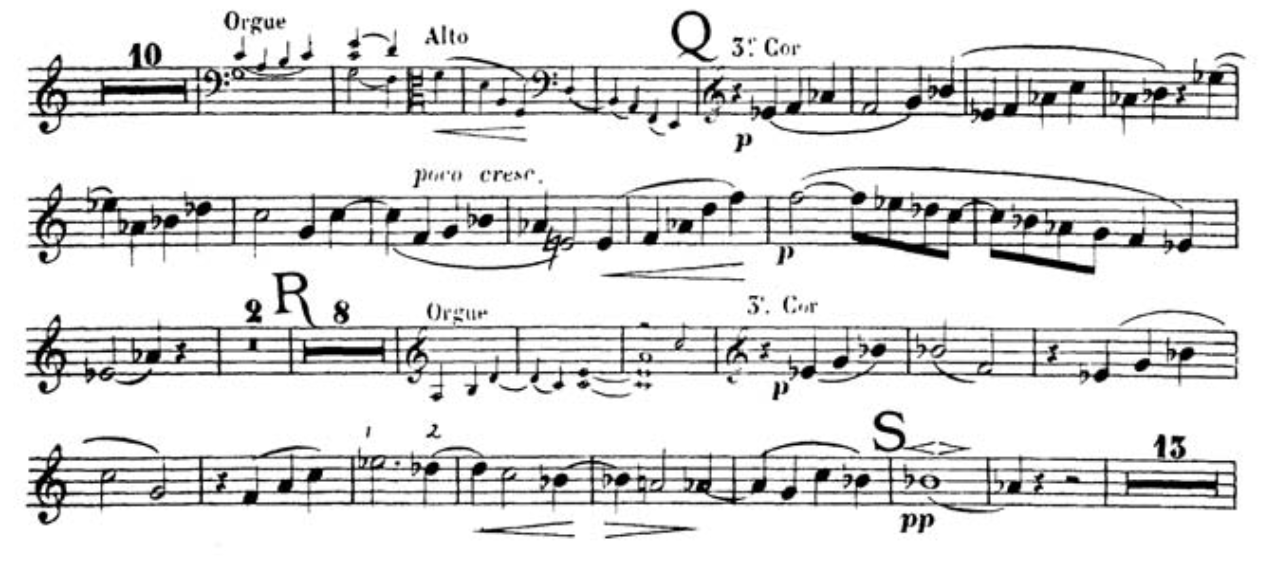 10 Orgue Alto Q 3ᵉ. Cor
p
poco cresc.
p
2 R 8 Orgue 3ᵉ. Cor
p
1 2 S 13
pp